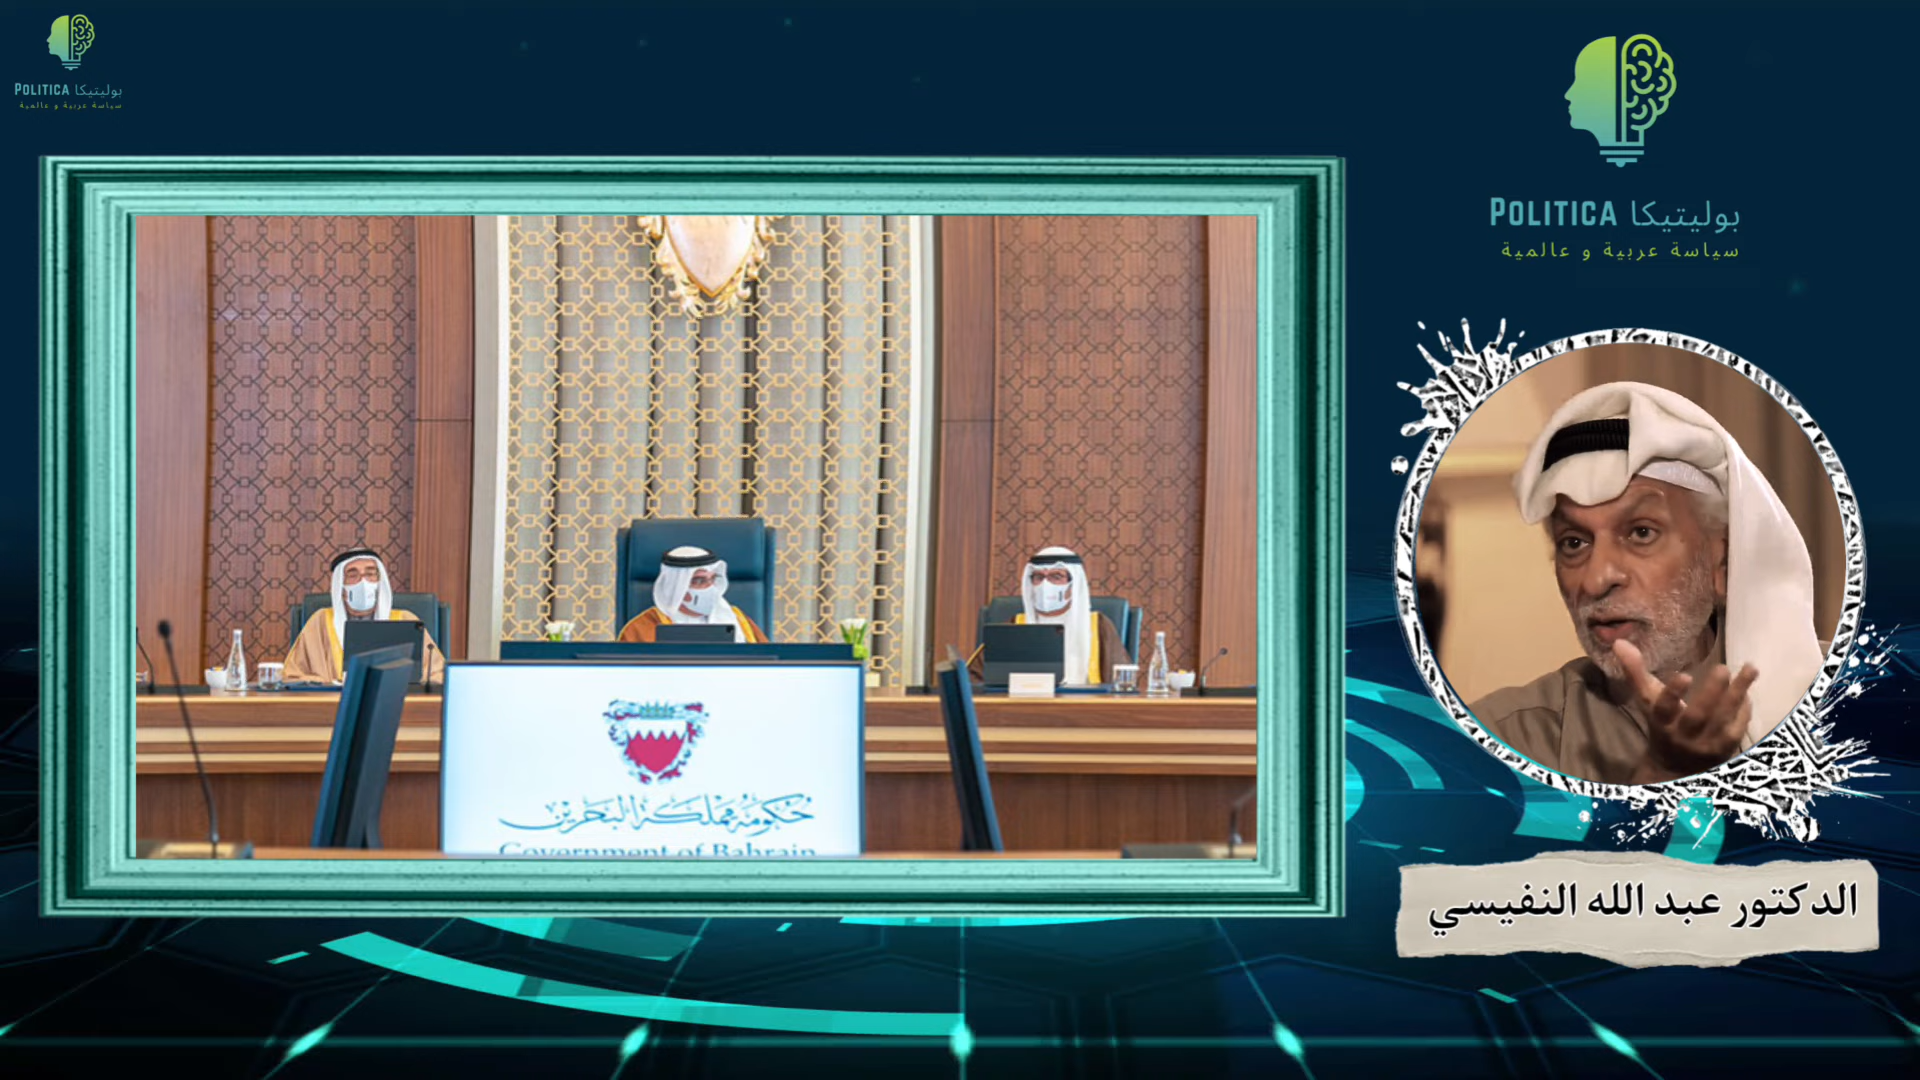 POLITICA بوليتيكا
سياسة عربية و عالمية
POLITICA بوليتيكا
سياسة عربية و عالمية
حكومة مملكة البحرين
Government of Bahrain
الدكتور عبد الله النفيسي